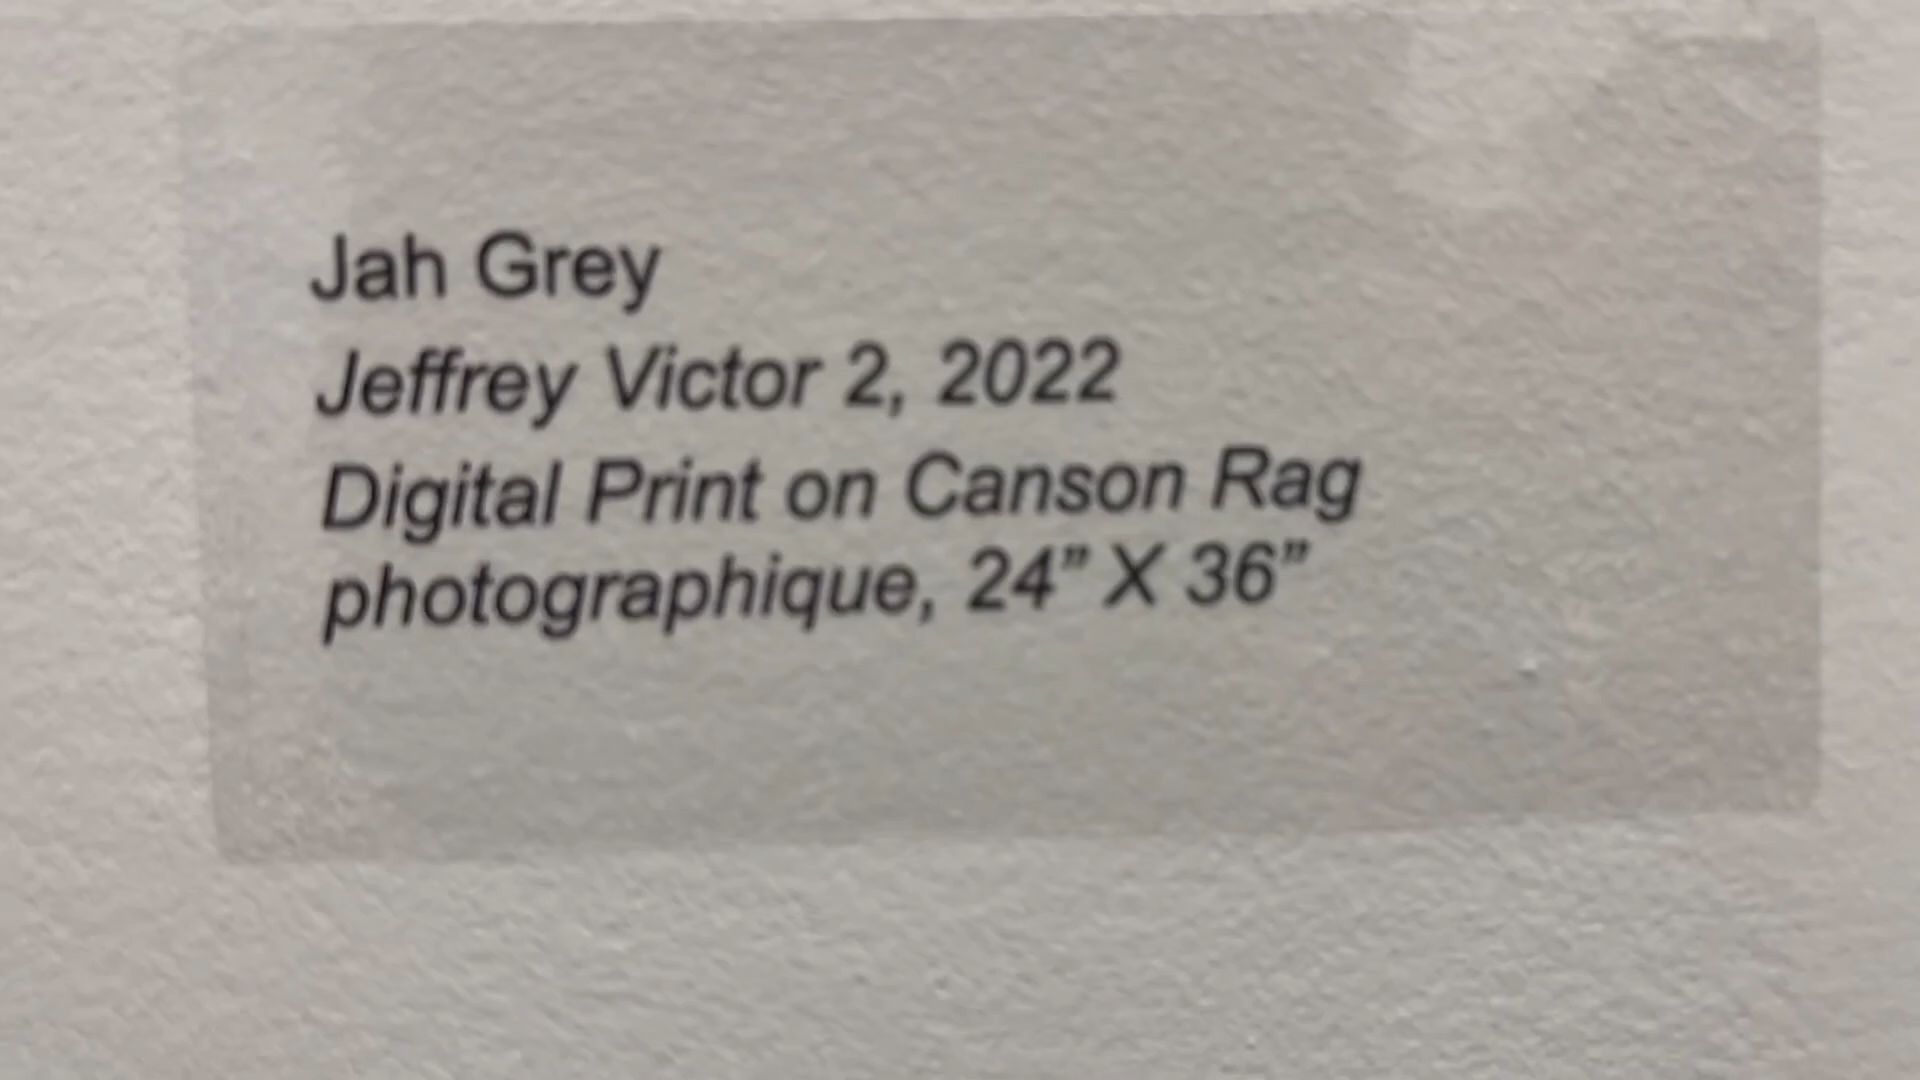 Jah Grey
Jeffrey Victor 2, 2022
Digital Print on Canson Rag
photographique, 24” X 36”